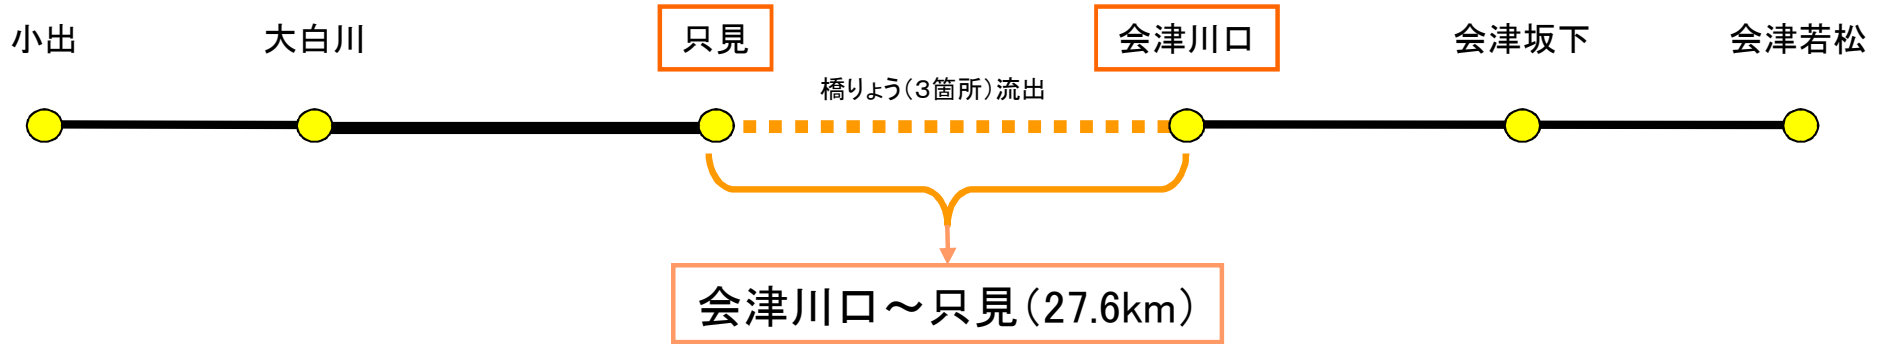 小出
大白川
只見
会津川口
会津坂下
会津若松
橋りょう(3箇所)流出
会津川口～只見(27.6km)